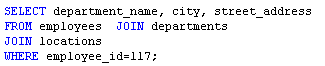 SELECT department_name, city, street_address
FROM employees  JOIN departments
JOIN locations
WHERE employee_id=117;